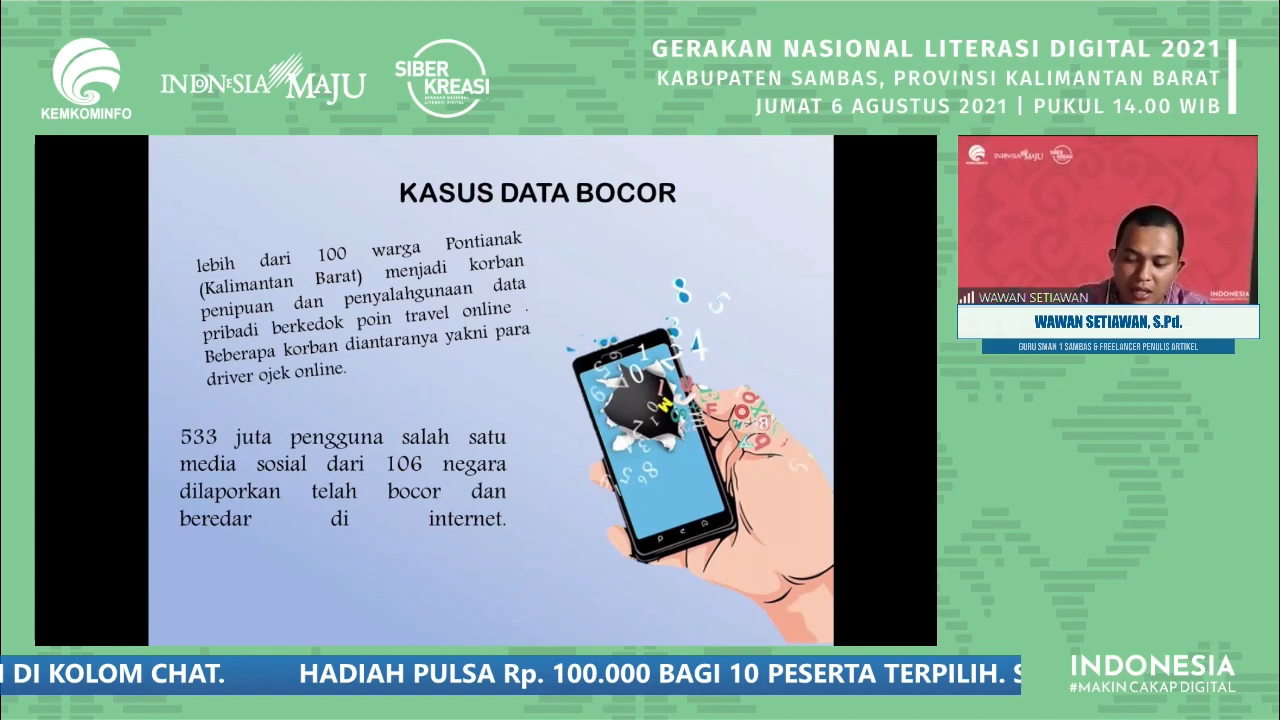 KEMKOMINFO
INDONESIA MAJU
SIBER
KREASI
GERAKAN NASIONAL LITERASI DIGITAL 2021
KABUPATEN SAMBAS, PROVINSI KALIMANTAN BARAT
JUMAT 6 AGUSTUS 2021 | PUKUL 14.00 WIB
KASUS DATA BOCOR
lebih dari 100 warga Pontianak
(Kalimantan Barat) menjadi korban
penipuan dan penyalahgunaan data
pribadi berkedok poin travel online .
Beberapa korban diantaranya yakni para
driver ojek online.
533 juta pengguna salah satu
media sosial dari 106 negara
dilaporkan telah bocor dan
beredar di internet.
INDONESIA
WAWAN SETIAWAN
WAWAN SETIAWAN, S.Pd.
GURU SMAN 1 SAMBAS & FREELANCER PENULIS ARTIKEL
DI KOLOM CHAT. HADIAH PULSA Rp. 100.000 BAGI 10 PESERTA TERPILIH. S
INDONESIA
#MAKIN CAKAP DIGITAL